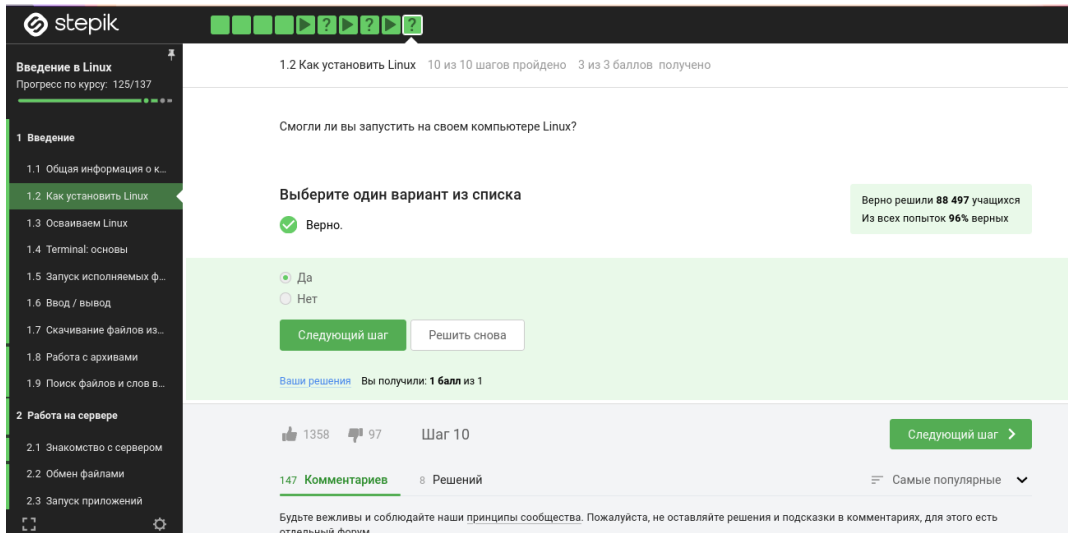 stepik
Введение в Linux
Прогресс по курсу: 125/137
1 Введение
1.1 Общая информация о к...
1.2 Как установить Linux
1.3 Осваиваем Linux
1.4 Terminal: основы
1.5 Запуск исполняемых ф...
1.6 Ввод / вывод
1.7 Скачивание файлов из...
1.8 Работа с архивами
1.9 Поиск файлов и слов в...
2 Работа на сервере
2.1 Знакомство с сервером
2.2 Обмен файлами
2.3 Запуск приложений
? ? ?
1.2 Как установить Linux 10 из 10 шагов пройдено 3 из 3 баллов получено
Смогли ли вы запустить на своем компьютере Linux?
Выберите один вариант из списка
Верно.
Верно решили 88 497 учащихся
Из всех попыток 96% верных
Да
Нет
Следующий шаг Решить снова
Ваши решения Вы получили: 1 балл из 1
1358 97 Шаг 10
Следующий шаг
147 Комментариев 8 Решений
Самые популярные
Будьте вежливы и соблюдайте наши принципы сообщества. Пожалуйста, не оставляйте решения и подсказки в комментариях, для этого есть
отдельный форум.